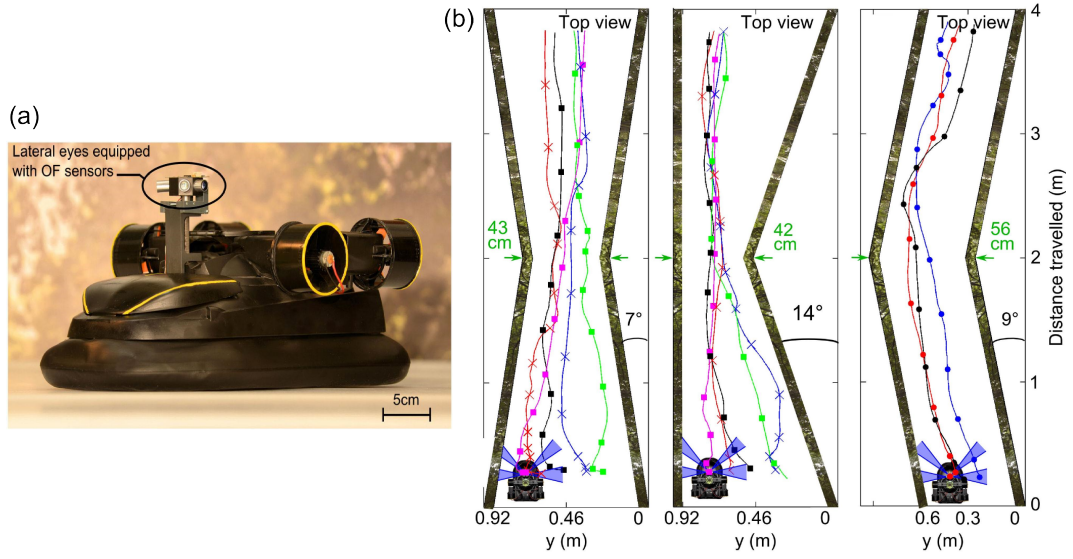 (a)
Lateral eyes equipped
with OF sensors
5cm
(b)
Top view
43
cm
7°
0.92
0.46
0
y (m)
Top view
42
cm
14°
0.92
0.46
0
y (m)
Top view
56
cm
9°
0.6
0.3
0
y (m)
4
3
2
1
0
Distance travelled (m)